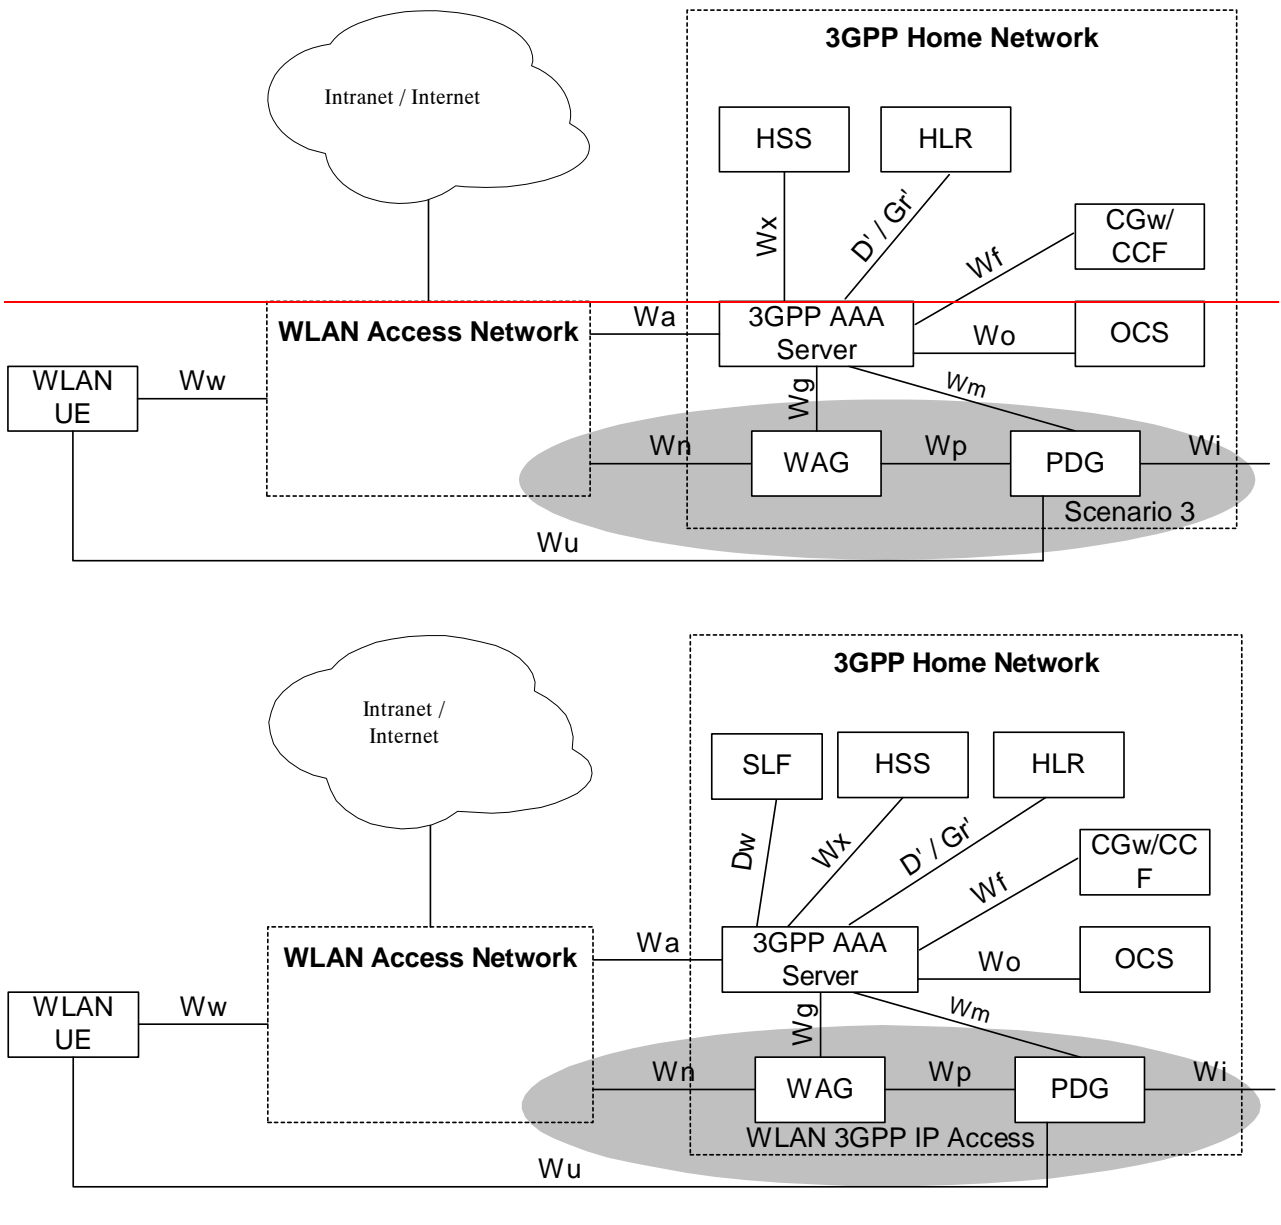 3GPP Home Network
Intranet / Internet
HSS
HLR
Wx
D' / Gr'
Wf
CGw/
CCF
WLAN Access Network
Wa
3GPP AAA
Server
Wo
OCS
WLAN
UE
Ww
Wg
Wm
Wn
WAG
Wp
PDG
Wi
Scenario 3
Wu
3GPP Home Network
Intranet /
Internet
SLF
HSS
HLR
Dw
Wx
D' / Gr'
Wf
CGw/CC
F
WLAN Access Network
Wa
3GPP AAA
Server
Wo
OCS
WLAN
UE
Ww
Wg
Wm
Wn
WAG
Wp
PDG
Wi
WLAN 3GPP IP Access
Wu